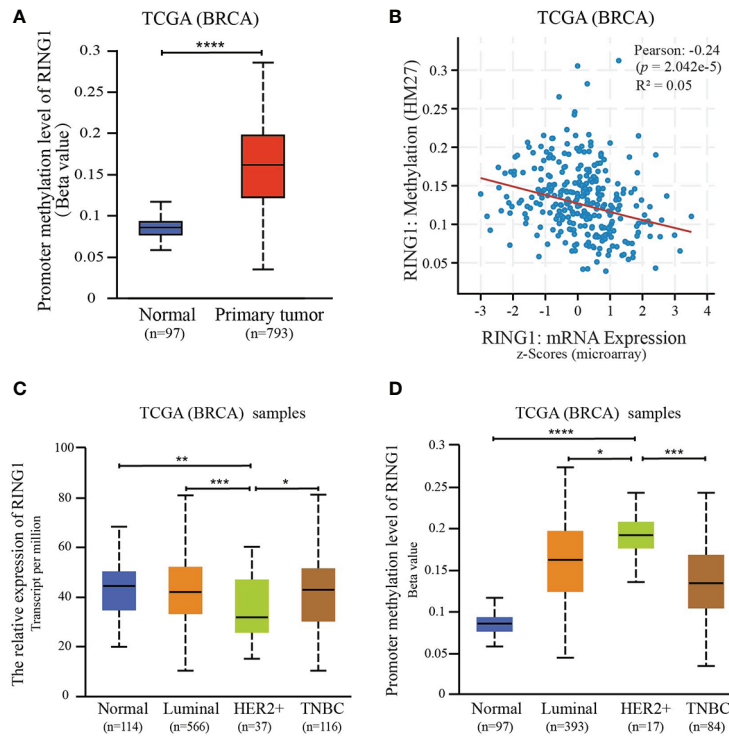 A
TCGA (BRCA)
Promoter methylation level of RING1
(Beta value)
0.3
0.25
0.2
0.15
0.1
0.05
0
****
Normal
(n=97)
Primary tumor
(n=793)
B
TCGA (BRCA)
Pearson: -0.24
(p = 2.042e-5)
R² = 0.05
RING1: Methylation (HM27)
0.3
0.25
0.2
0.15
0.1
0.05
-3 -2 -1 0 1 2 3 4
RING1: mRNA Expression
z-Scores (microarray)
C
TCGA (BRCA) samples
The relative expression of RING1
Transcript per million
100
80
60
40
20
0
**
*** *
Normal Luminal HER2+ TNBC
(n=114) (n=566) (n=37) (n=116)
D
TCGA (BRCA) samples
Promoter methylation level of RING1
Beta value
0.3
0.25
0.2
0.15
0.1
0.05
0
****
* ***
Normal Luminal HER2+ TNBC
(n=97) (n=393) (n=17) (n=84)